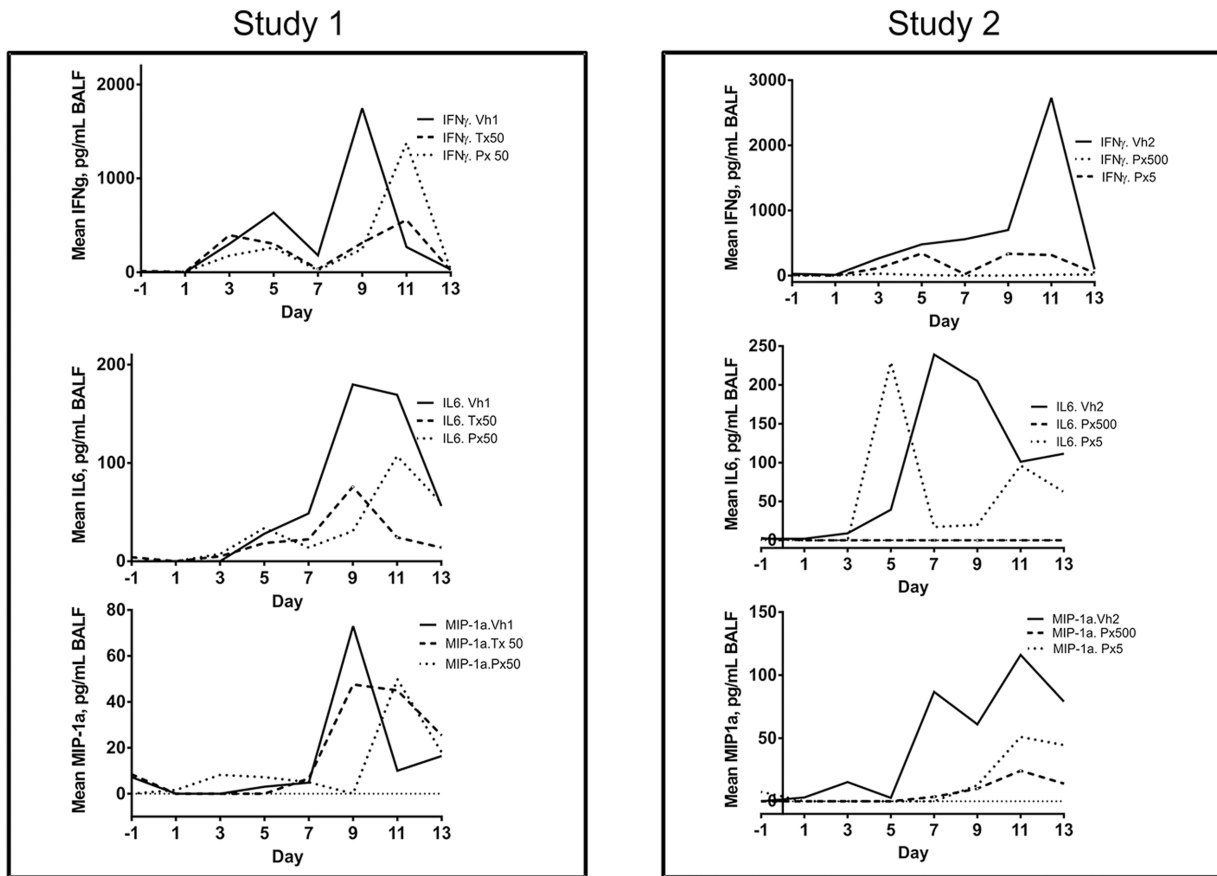 Study 1
Mean IFNg, pg/mL BALF
2000
1000
0
-1 1 3 5 7 9 11 13
Day
IFNγ. Vh1
IFNγ. Tx50
IFNγ. Px 50
Mean IL6, pg/mL BALF
200
100
0
-1 1 3 5 7 9 11 13
Day
IL6. Vh1
IL6. Tx50
IL6. Px50
Mean MIP-1a, pg/mL BALF
80
60
40
20
0
-1 1 3 5 7 9 11 13
Day
MIP-1a.Vh1
MIP-1a.Tx 50
MIP-1a.Px50
Study 2
Mean IFNg, pg/mL BALF
3000
2000
1000
0
-1 1 3 5 7 9 11 13
Day
IFNγ. Vh2
IFNγ. Px500
IFNγ. Px5
Mean IL6, pg/mL BALF
250
200
150
100
50
0
-1 1 3 5 7 9 11 13
Day
IL6. Vh2
IL6. Px500
IL6. Px5
Mean MIP1a, pg/mL BALF
150
100
50
0
-1 1 3 5 7 9 11 13
Day
MIP-1a.Vh2
MIP-1a. Px500
MIP-1a. Px5